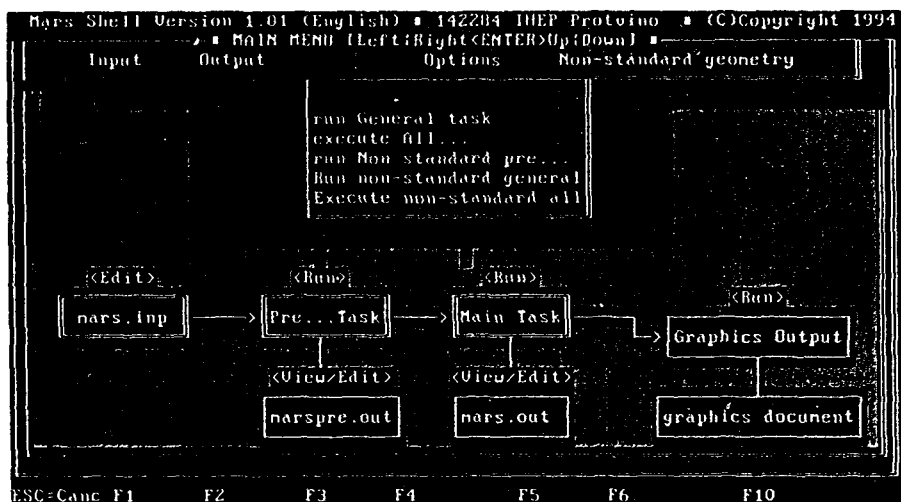 Mars Shell Version 1.01 (English) ▪ 142284 IHEP Protvino ▪ (C)Copyright 1994
▪ MAIN MENU [Left|Right<ENTER>Up|Down] ▪
Input Output Options Non-standard geometry
run General task
execute All...
run Non standard pre...
Run non-standard general
Execute non-standard all
<Edit> <Run> <Run>
<Run>
mars.inp Pre...Task Main Task
Graphics Output
<View/Edit> <View/Edit>
marspre.out mars.out graphics document
ESC=Canc F1 F2 F3 F4 F5 F6 F10